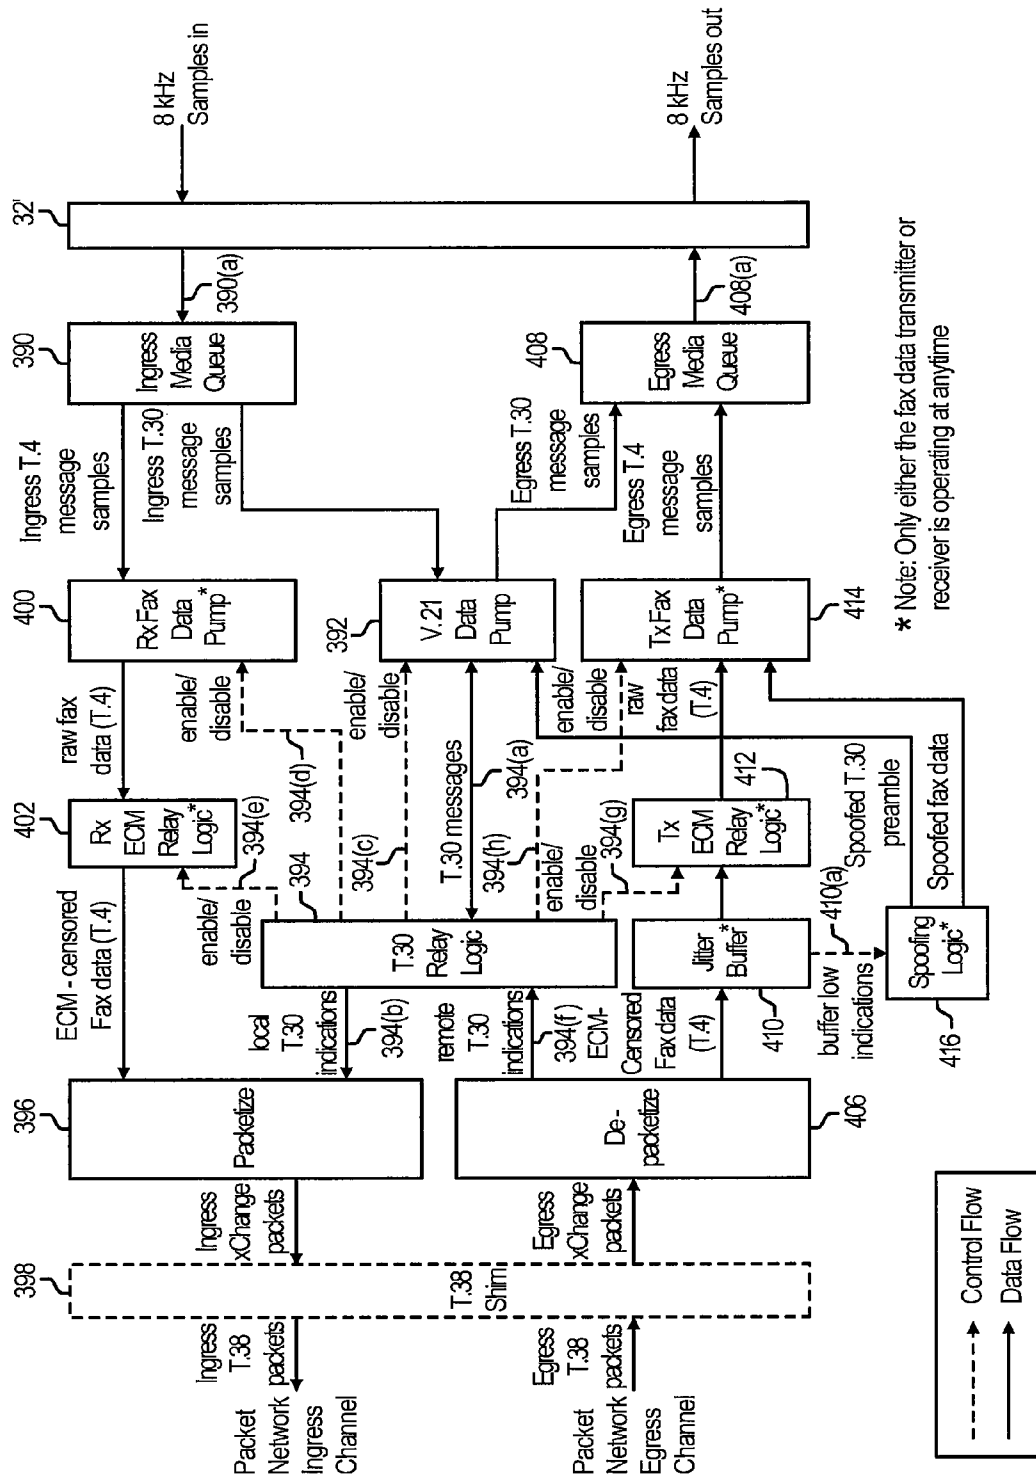 8 kHz
Samples in
8 kHz
Samples out
32'
390(a)
408(a)
390
Ingress
Media
Queue
408
Egress
Media
Queue
Ingress T.4
message
samples
Ingress T.30
message
samples
Egress T.30
message
samples
Egress T.4
message
samples
400
Rx Fax
Data
Pump*
392
V.21
Data
Pump
Tx Fax
Data
Pump*
414
* Note: Only either the fax data transmitter or
receiver is operating at anytime
raw fax
data (T.4)
enable/
disable
394(d)
enable/
disable
394(c)
T.30 messages
394(a)
enable/
disable
394(h)
raw
fax data
(T.4)
402
Rx
ECM
Relay
Logic*
394(e)
enable/
disable
394
T.30
Relay
Logic
enable/
disable
394(g)
Tx
ECM
Relay
Logic*
412
Spoofed T.30
preamble
Spoofed fax data
ECM - censored
Fax data (T.4)
local
T.30
indications
394(b)
remote
T.30
indications
394(f)
ECM-
Censored
Fax data
(T.4)
Jitter
Buffer*
410
410(a)
buffer low
indications
Spoofing
Logic*
416
396
Packetize
De -
packetize
406
Ingress
xChange
packets
Egress
xChange
packets
398
T.38
Shim
Ingress
T.38
packets
Egress
T.38
packets
Packet
Network
Ingress
Channel
Packet
Network
Egress
Channel
Control Flow
Data Flow